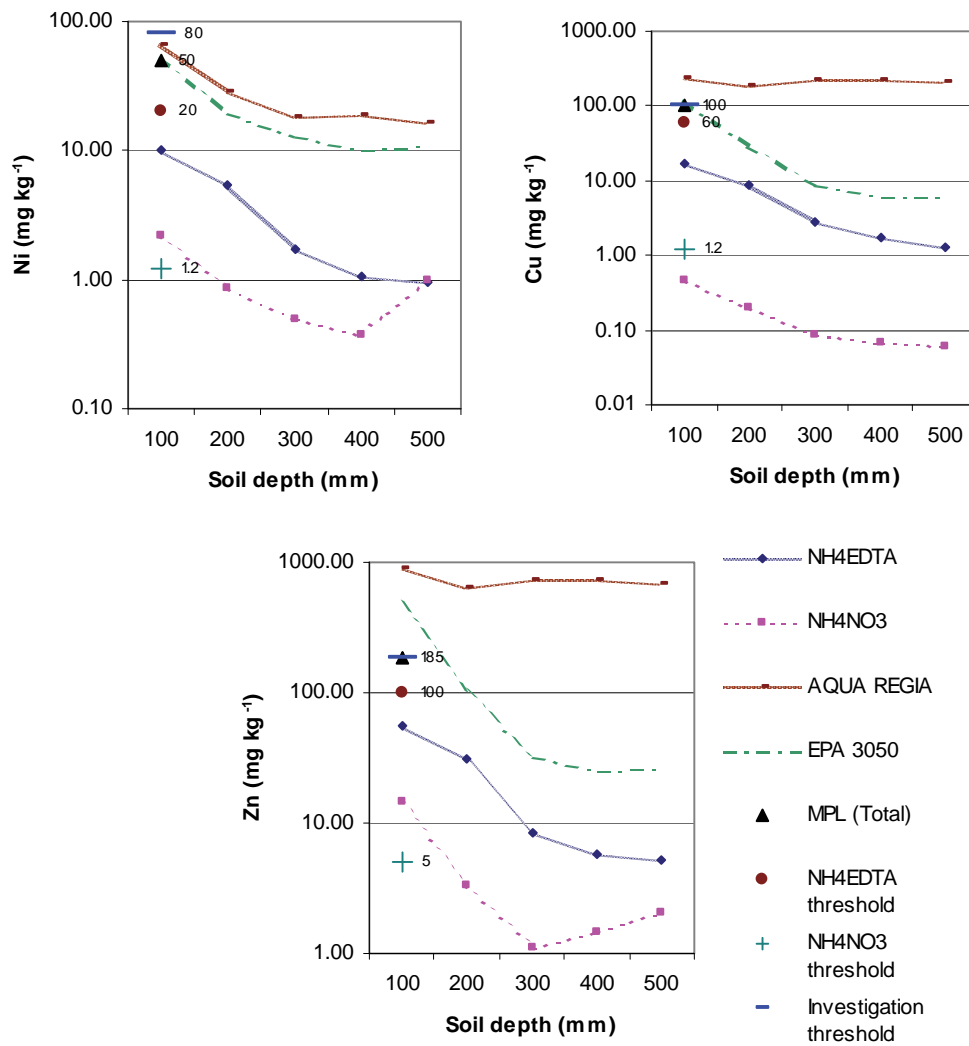 Ni (mg kg-1)
100.00
10.00
1.00
0.10
80
50
20
1.2
100 200 300 400 500
Soil depth (mm)
Cu (mg kg-1)
1000.00
100.00
10.00
1.00
0.10
0.01
100
60
1.2
100 200 300 400 500
Soil depth (mm)
Zn (mg kg-1)
1000.00
100.00
10.00
1.00
185
100
5
100 200 300 400 500
Soil depth (mm)
NH4EDTA
NH4NO3
AQUA REGIA
EPA 3050
MPL (Total)
NH4EDTA
threshold
NH4NO3
threshold
Investigation
threshold